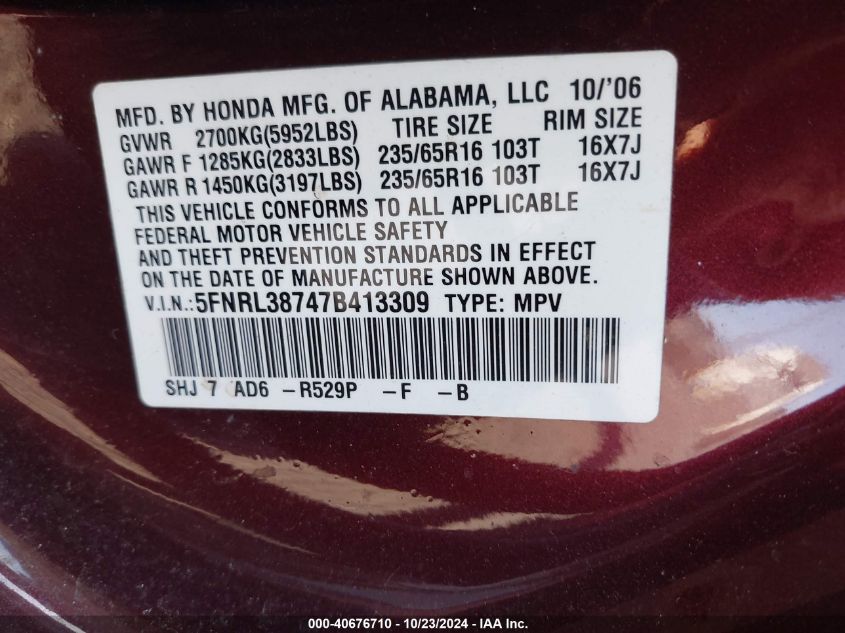 MFD. BY HONDA MFG. OF ALABAMA, LLC 10/'06
GVWR 2700KG(5952LBS) TIRE SIZE RIM SIZE
GAWR F 1285KG(2833LBS) 235/65R16 103T 16X7J
GAWR R 1450KG(3197LBS) 235/65R16 103T 16X7J
THIS VEHICLE CONFORMS TO ALL APPLICABLE
FEDERAL MOTOR VEHICLE SAFETY
AND THEFT PREVENTION STANDARDS IN EFFECT
ON THE DATE OF MANUFACTURE SHOWN ABOVE.
V.I.N.:5FNRL38747B413309 TYPE: MPV
SHJ 7 AD6 -R529P -F -B
000-40676710 - 10/23/2024 - IAA Inc.